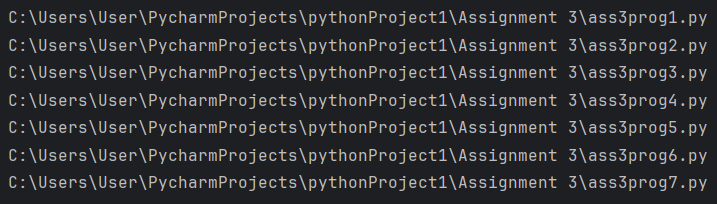 C:\Users\User\PycharmProjects\pythonProject1\Assignment 3\ass3prog1.py
C:\Users\User\PycharmProjects\pythonProject1\Assignment 3\ass3prog2.py
C:\Users\User\PycharmProjects\pythonProject1\Assignment 3\ass3prog3.py
C:\Users\User\PycharmProjects\pythonProject1\Assignment 3\ass3prog4.py
C:\Users\User\PycharmProjects\pythonProject1\Assignment 3\ass3prog5.py
C:\Users\User\PycharmProjects\pythonProject1\Assignment 3\ass3prog6.py
C:\Users\User\PycharmProjects\pythonProject1\Assignment 3\ass3prog7.py